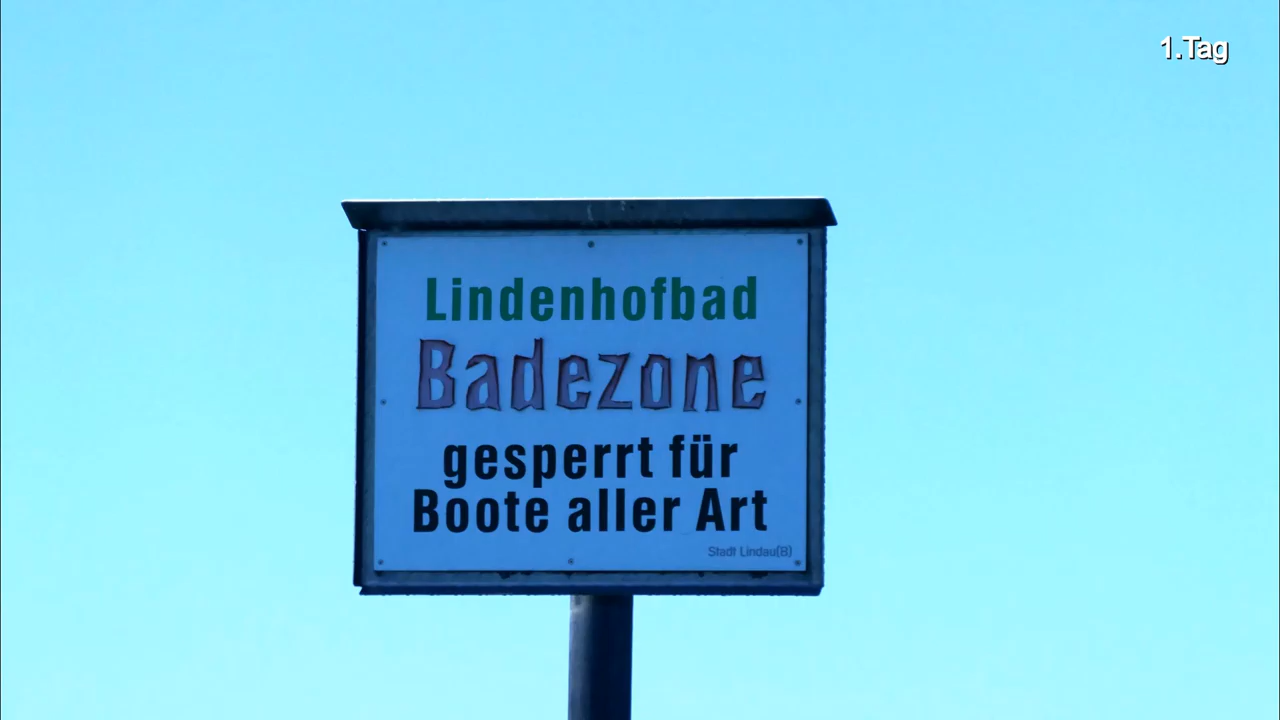 1.Tag
Lindenhofbad
Badezone
gesperrt für
Boote aller Art
Stadt Lindau(B)